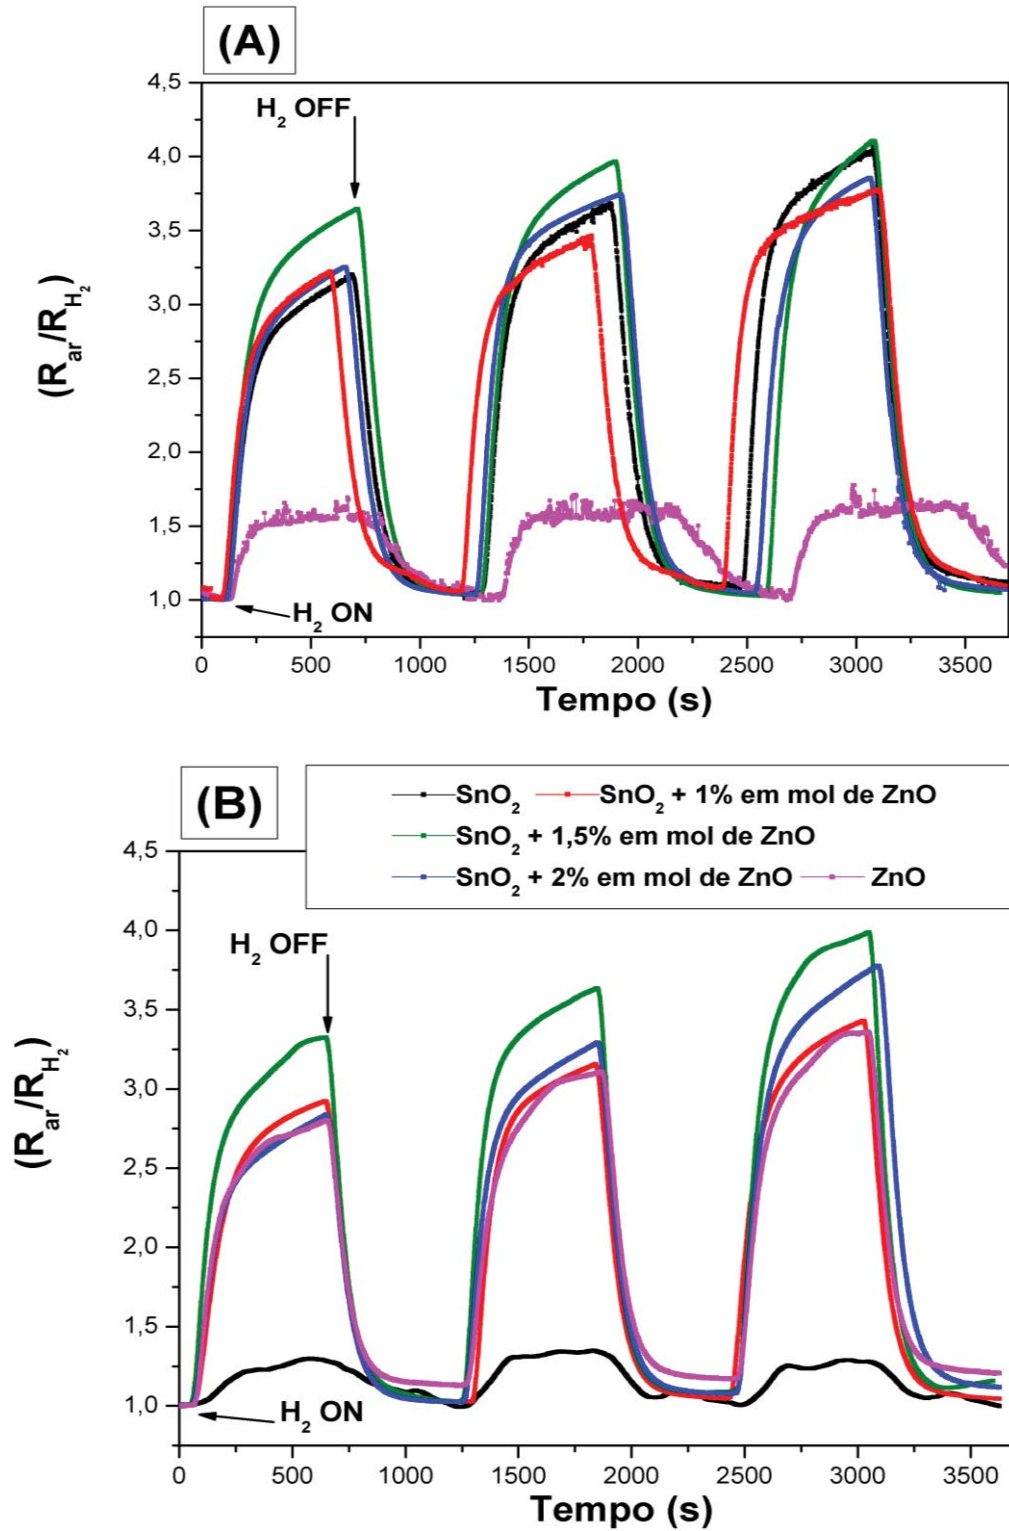 (A)
4,5
4,0
3,5
3,0
2,5
2,0
1,5
1,0
(R_ar/R_H₂)
H₂ OFF
H₂ ON
0 500 1000 1500 2000 2500 3000 3500
Tempo (s)
(B)
SnO₂ SnO₂ + 1% em mol de ZnO
SnO₂ + 1,5% em mol de ZnO
SnO₂ + 2% em mol de ZnO ZnO
4,5
4,0
3,5
3,0
2,5
2,0
1,5
1,0
(R_ar/R_H₂)
H₂ OFF
H₂ ON
0 500 1000 1500 2000 2500 3000 3500
Tempo (s)